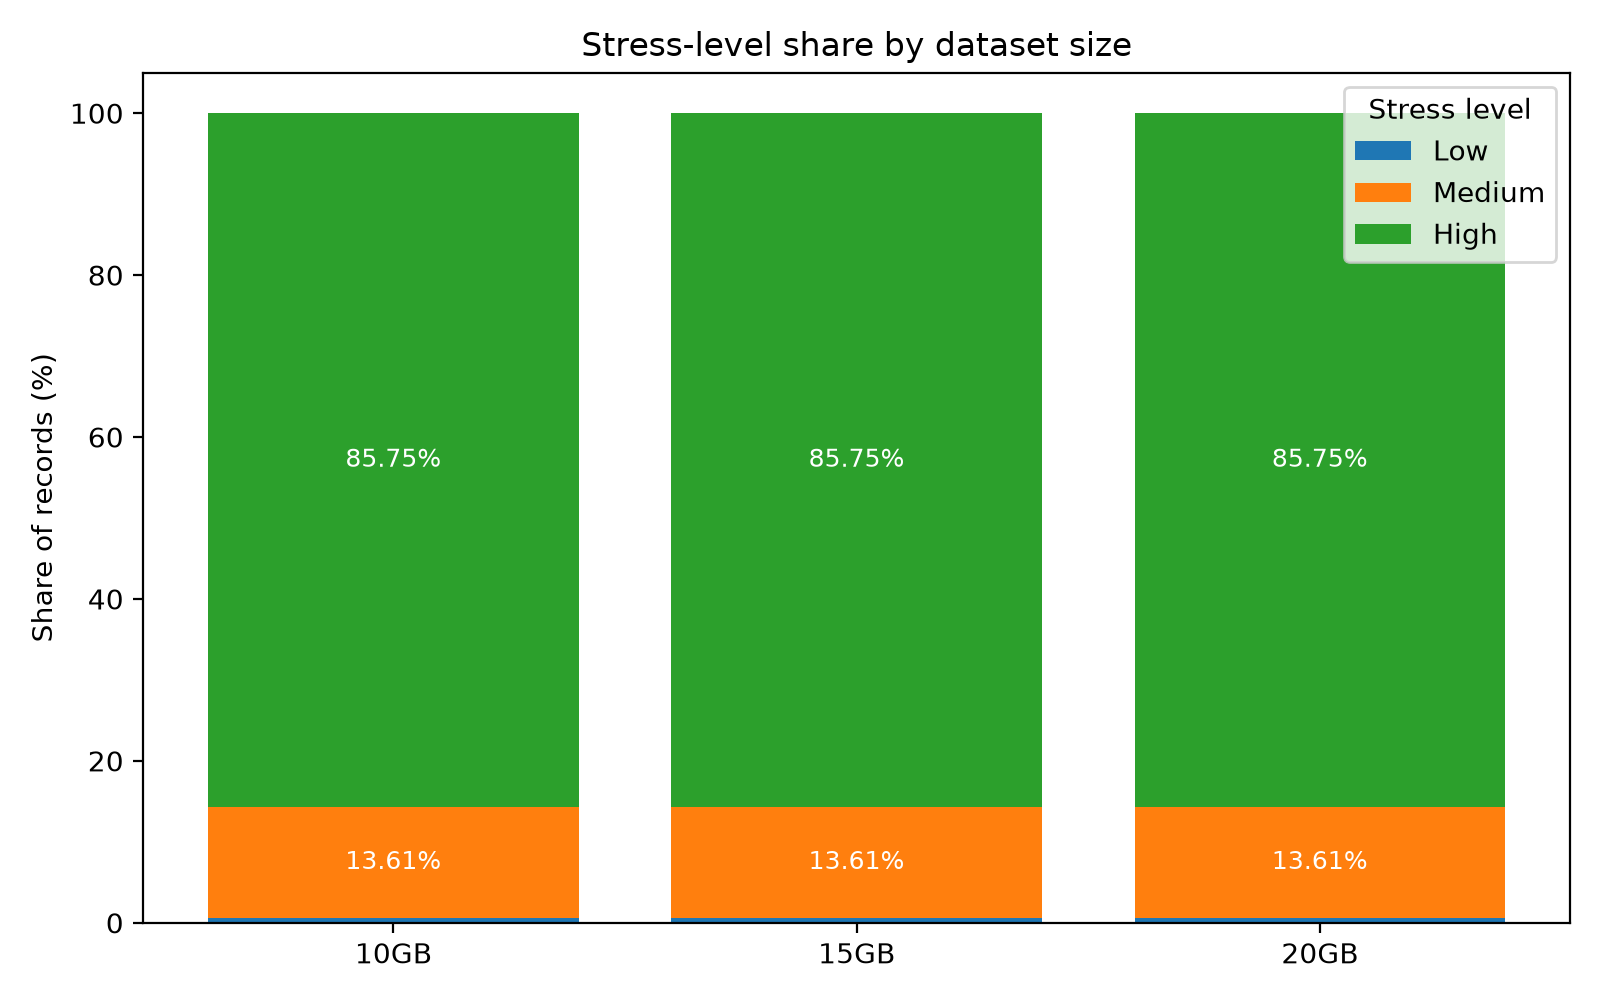 Stress-level share by dataset size
Stress level
Low
Medium
High
Share of records (%)
100
80
60
40
20
0
85.75%
85.75%
85.75%
13.61%
13.61%
13.61%
10GB
15GB
20GB